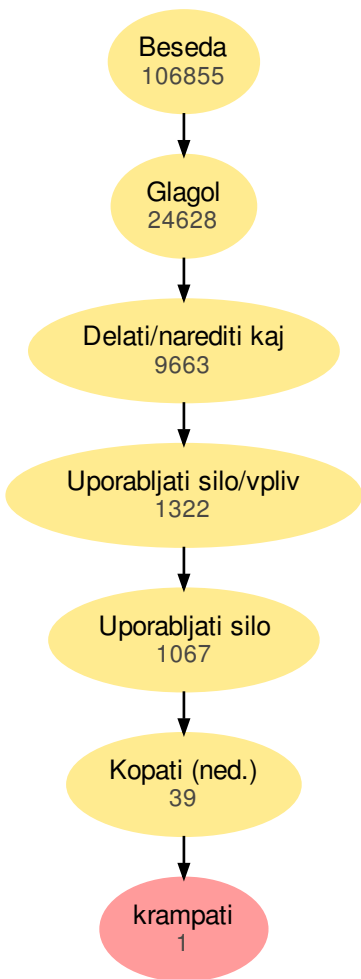 Beseda
106855
Glagol
24628
Delati/narediti kaj
9663
Uporabljati silo/vpliv
1322
Uporabljati silo
1067
Kopati (ned.)
39
krampati
1